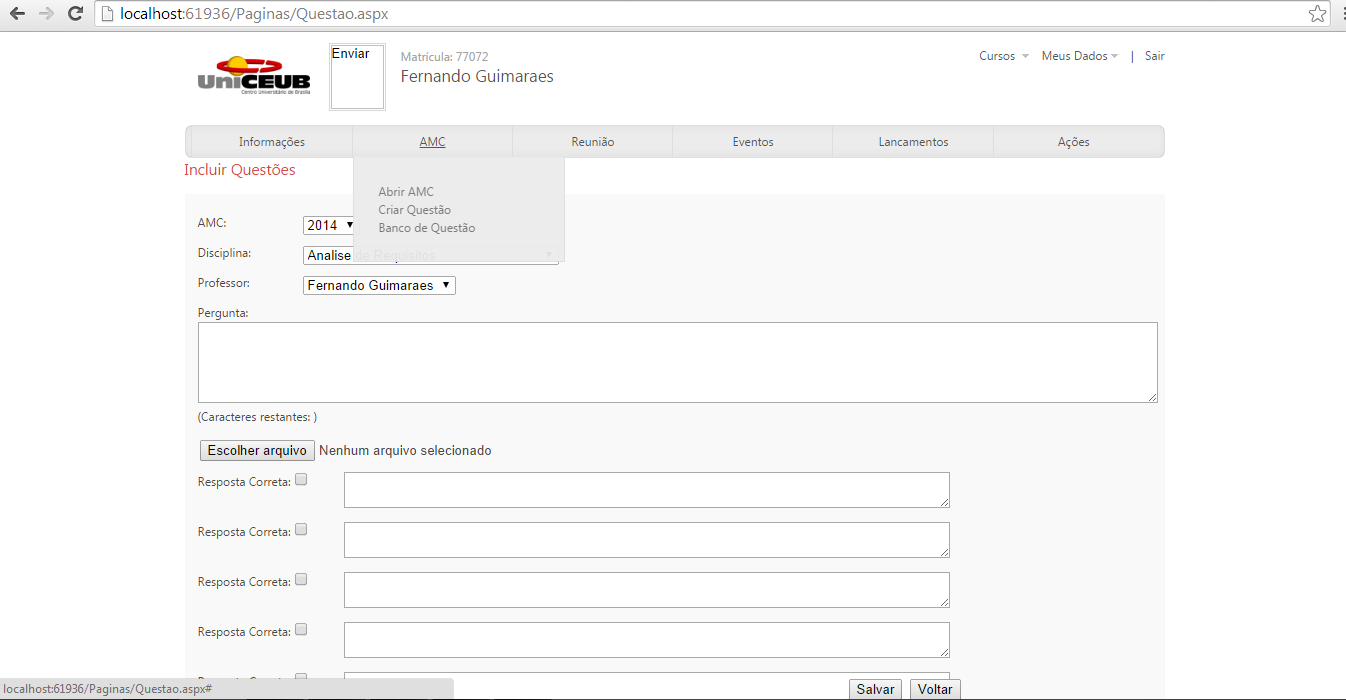 localhost:61936/Paginas/Questao.aspx
UniCEUB
Centro Universitário de Brasília
Enviar
Matrícula: 77072
Fernando Guimaraes
Cursos Meus Dados | Sair
Informações AMC Reunião Eventos Lancamentos Ações
Incluir Questões
Abrir AMC
Criar Questão
Banco de Questão
AMC: 2014
Disciplina: Analise de Requisitos
Professor: Fernando Guimaraes
Pergunta:
(Caracteres restantes: )
Escolher arquivo Nenhum arquivo selecionado
Resposta Correta:
Resposta Correta:
Resposta Correta:
Resposta Correta:
Salvar Voltar
localhost:61936/Paginas/Questao.aspx#